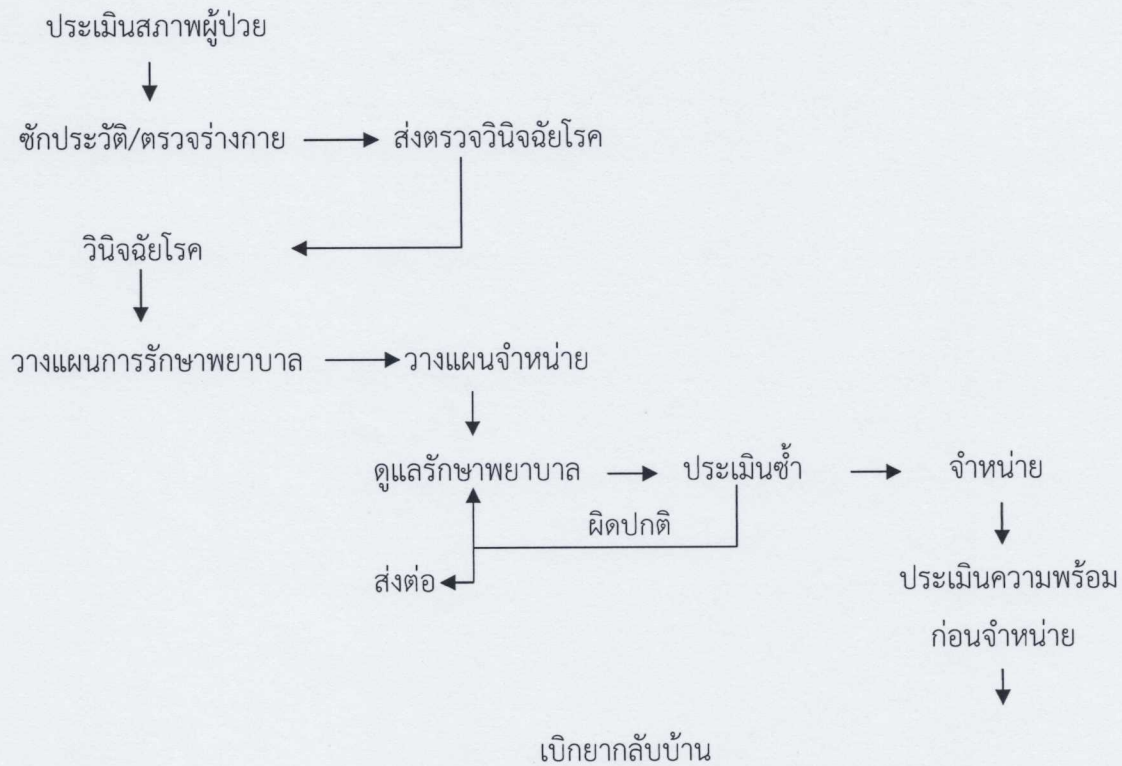 ประเมินสภาพผู้ป่วย
ซักประวัติ/ตรวจร่างกาย ส่งตรวจวินิจฉัยโรค
วินิจฉัยโรค
วางแผนการรักษาพยาบาล วางแผนจำหน่าย
ดูแลรักษาพยาบาล ประเมินซ้ำ จำหน่าย
ผิดปกติ
ส่งต่อ ประเมินความพร้อม
ก่อนจำหน่าย
เบิกยากลับบ้าน